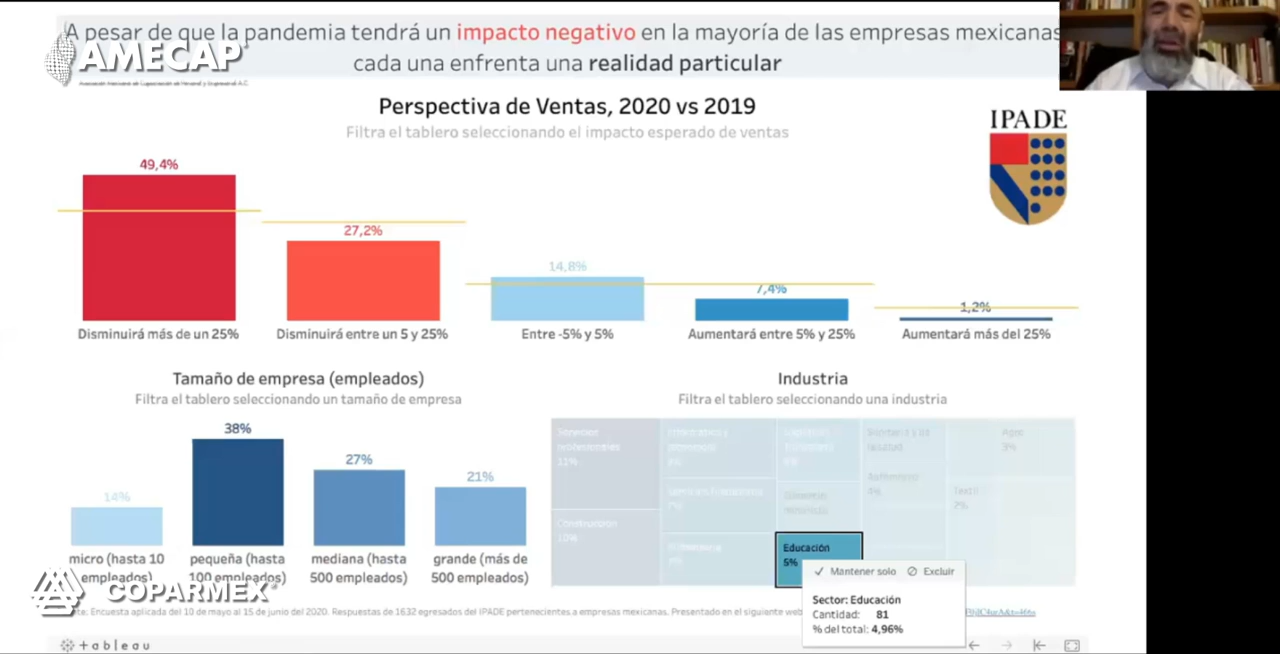 A pesar de que la pandemia tendrá un impacto negativo en la mayoría de las empresas mexicanas
cada una enfrenta una realidad particular
AMECAP
Perspectiva de Ventas, 2020 vs 2019
Filtra el tablero seleccionando el impacto esperado de ventas
IPADE
49,4%
27,2%
14,8%
7,4%
1,2%
Disminuirá más de un 25%
Disminuirá entre un 5 y 25%
Entre -5% y 5%
Aumentará entre 5% y 25%
Aumentará más del 25%
Tamaño de empresa (empleados)
Filtra el tablero seleccionando un tamaño de empresa
14%
38%
27%
21%
micro (hasta 10
empleados)
pequeña (hasta
100 empleados)
mediana (hasta
500 empleados)
grande (más de
500 empleados)
Industria
Filtra el tablero seleccionando una industria
Construcción
10%
Agro
Textil
2%
Educación
5%
Mantener solo
Excluir
Sector: Educación
Cantidad: 81
% del total: 4,96%
COPARMEX
Encuesta aplicada del 10 de mayo al 15 de junio del 2020. Respuestas de 1632 egresados del IPADE pertenecientes a empresas mexicanas. Presentado en el siguiente web
+ a b l e a u